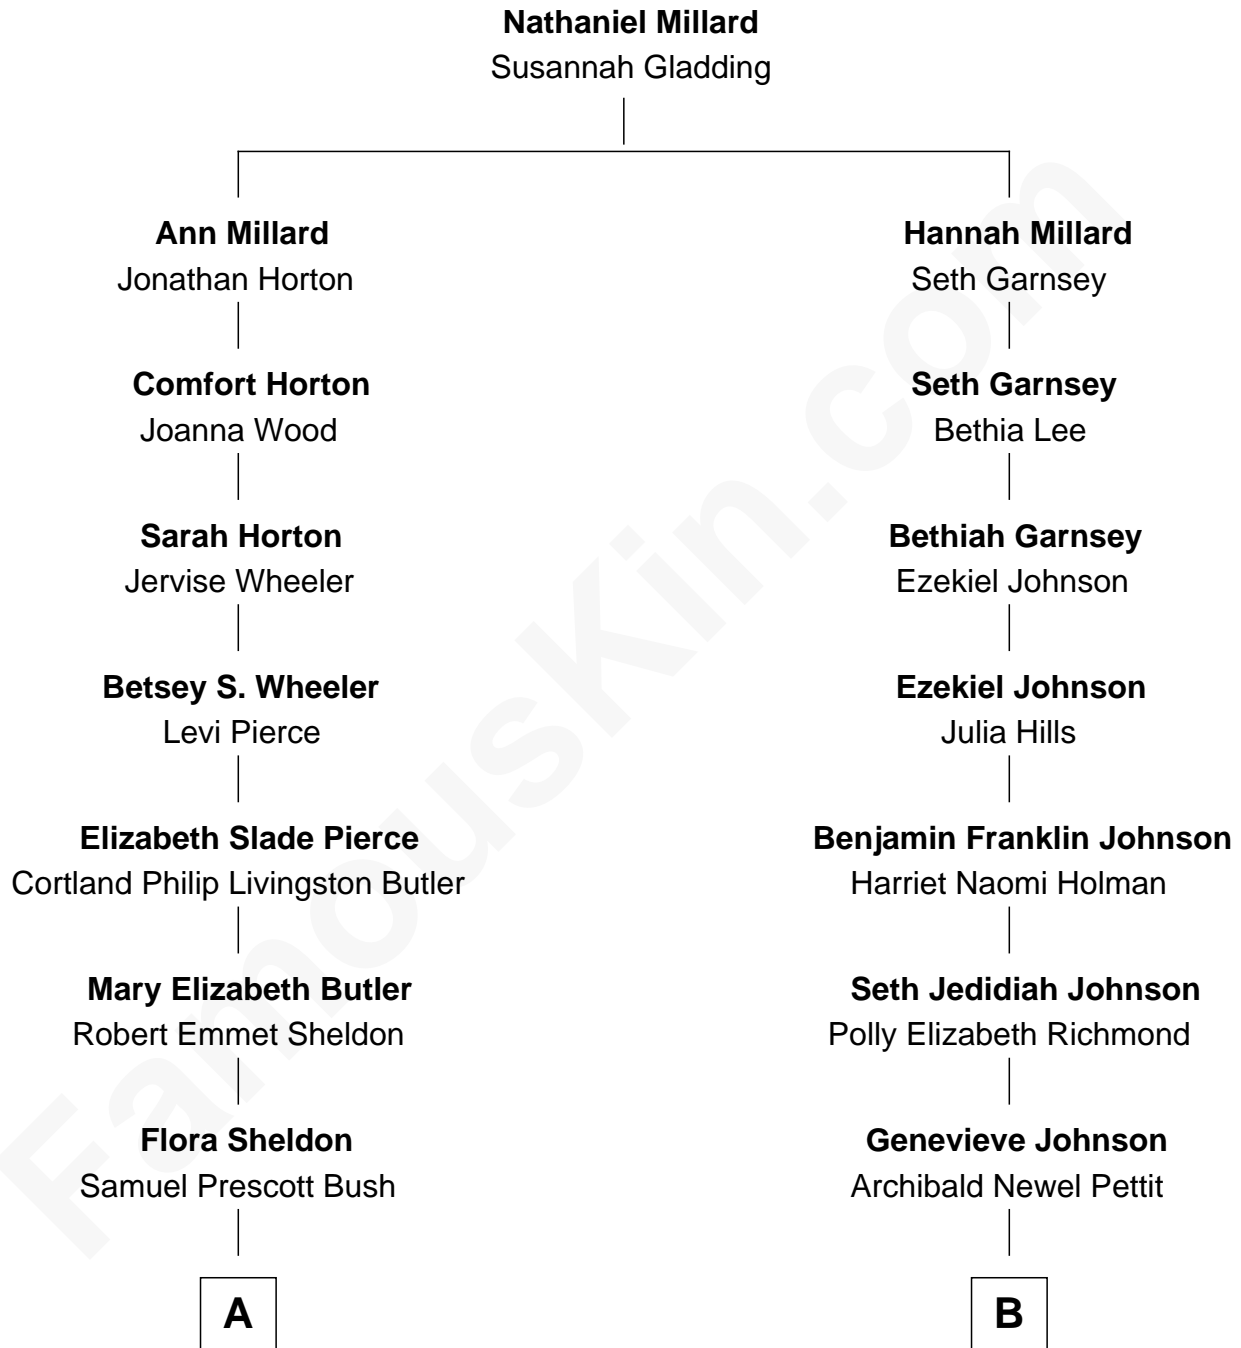 Nathaniel Millard
Susannah Gladding
Ann Millard
Jonathan Horton
Hannah Millard
Seth Garnsey
Comfort Horton
Joanna Wood
Seth Garnsey
Bethia Lee
Sarah Horton
Jervise Wheeler
Bethiah Garnsey
Ezekiel Johnson
Betsey S. Wheeler
Levi Pierce
Ezekiel Johnson
Julia Hills
Elizabeth Slade Pierce
Cortland Philip Livingston Butler
Benjamin Franklin Johnson
Harriet Naomi Holman
Mary Elizabeth Butler
Robert Emmet Sheldon
Seth Jedidiah Johnson
Polly Elizabeth Richmond
Flora Sheldon
Samuel Prescott Bush
Genevieve Johnson
Archibald Newel Pettit
A
B
FamousKin.com